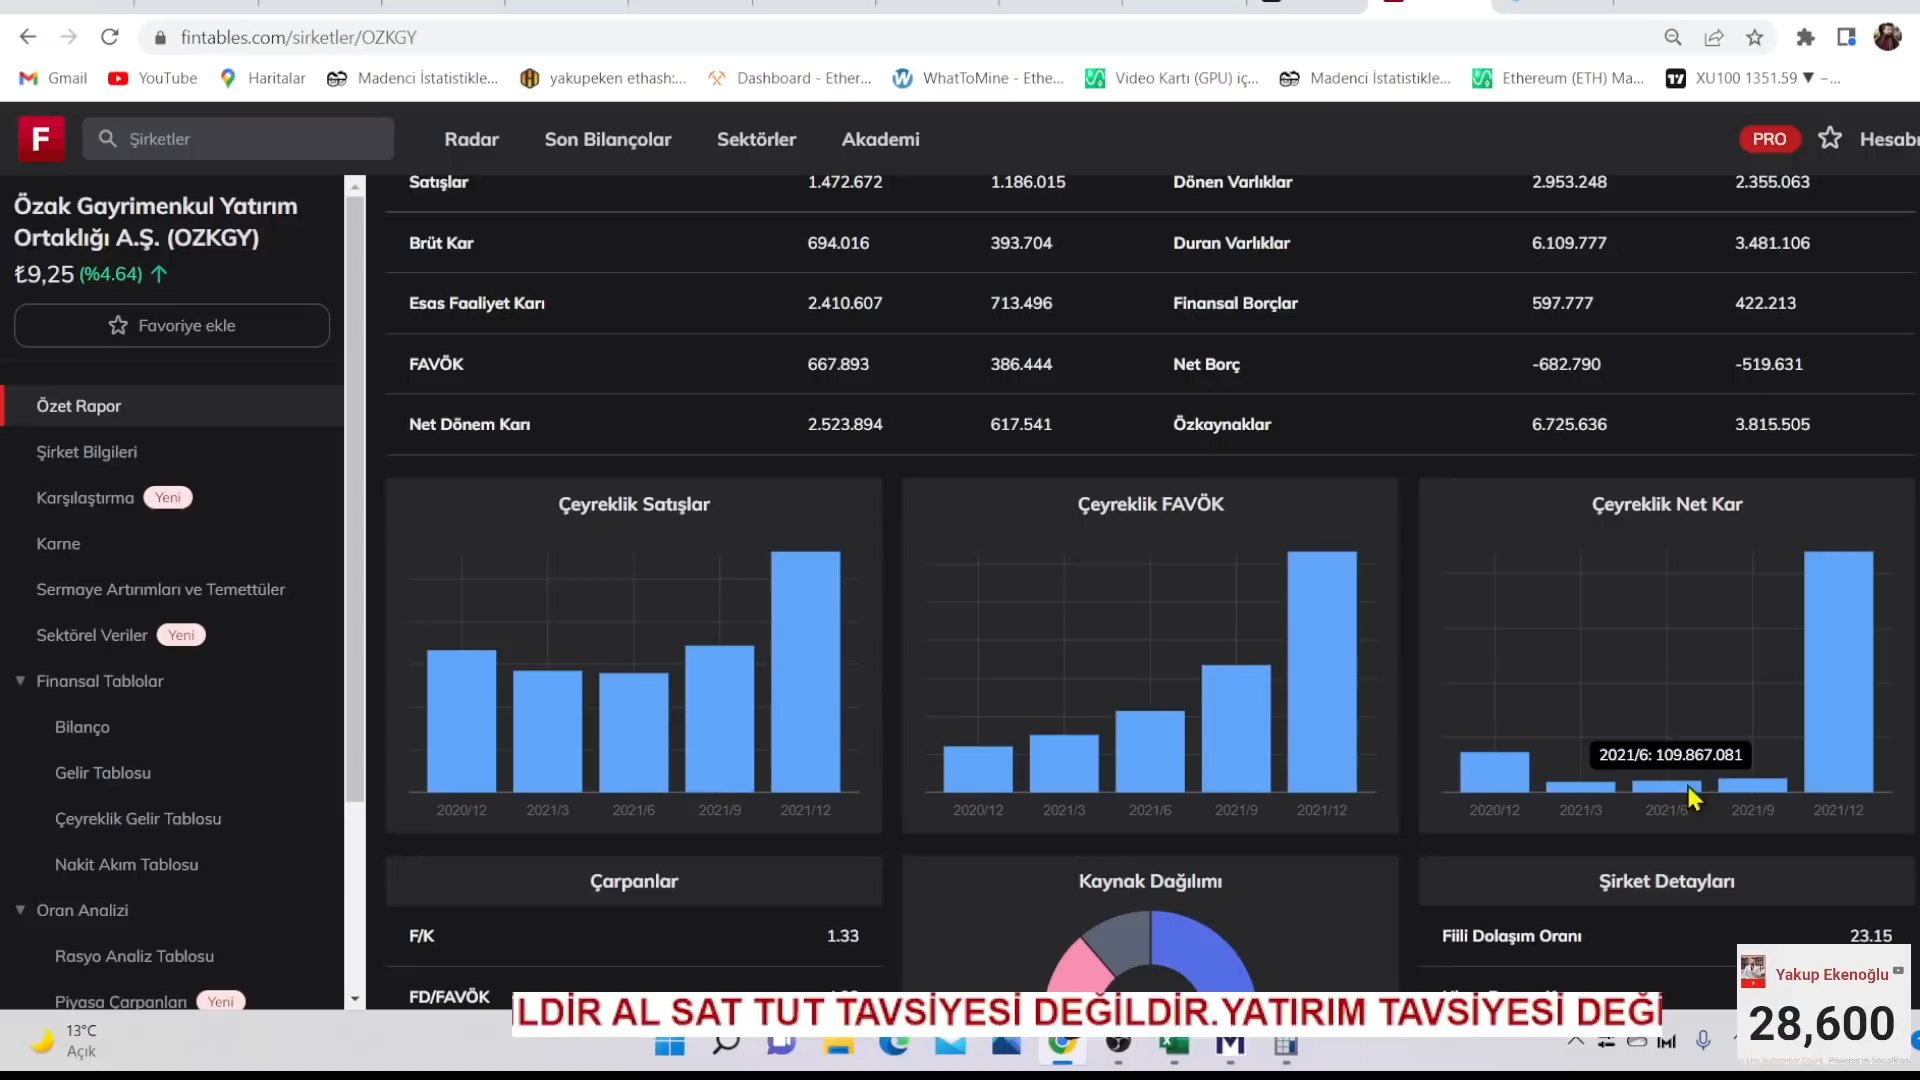 fintables.com/sirketler/OZKGY
Gmail
YouTube
Haritalar
Madenci İstatistikle...
yakupeken ethash:...
Dashboard - Ether...
WhatToMine - Ethe...
Video Kartı (GPU) iç...
Madenci İstatistikle...
Ethereum (ETH) Ma...
XU100 1351.59 ▼ –...
F
Şirketler
Radar
Son Bilançolar
Sektörler
Akademi
PRO
Hesabı
Özak Gayrimenkul Yatırım
Ortaklığı A.Ş. (OZKGY)
₺9,25 (%4.64) ↑
Favoriye ekle
Özet Rapor
Şirket Bilgileri
Karşılaştırma Yeni
Karne
Sermaye Artırımları ve Temettüler
Sektörel Veriler Yeni
Finansal Tablolar
Bilanço
Gelir Tablosu
Çeyreklik Gelir Tablosu
Nakit Akım Tablosu
Oran Analizi
Rasyo Analiz Tablosu
Piyasa Çarpanları Yeni
Satışlar 1.472.672 1.186.015 Dönen Varlıklar 2.953.248 2.355.063
Brüt Kar 694.016 393.704 Duran Varlıklar 6.109.777 3.481.106
Esas Faaliyet Karı 2.410.607 713.496 Finansal Borçlar 597.777 422.213
FAVÖK 667.893 386.444 Net Borç -682.790 -519.631
Net Dönem Karı 2.523.894 617.541 Özkaynaklar 6.725.636 3.815.505
Çeyreklik Satışlar
2020/12 2021/3 2021/6 2021/9 2021/12
Çeyreklik FAVÖK
2020/12 2021/3 2021/6 2021/9 2021/12
Çeyreklik Net Kar
2021/6: 109.867.081
2020/12 2021/3 2021/6 2021/9 2021/12
Çarpanlar
F/K 1.33
FD/FAVÖK
Kaynak Dağılımı
Şirket Detayları
Fiili Dolaşım Oranı 23.15
LDİR AL SAT TUT TAVSİYESİ DEĞİLDİR.YATIRIM TAVSİYESİ DEĞİ
Yakup Ekenoğlu
28,600
13°C
Açık